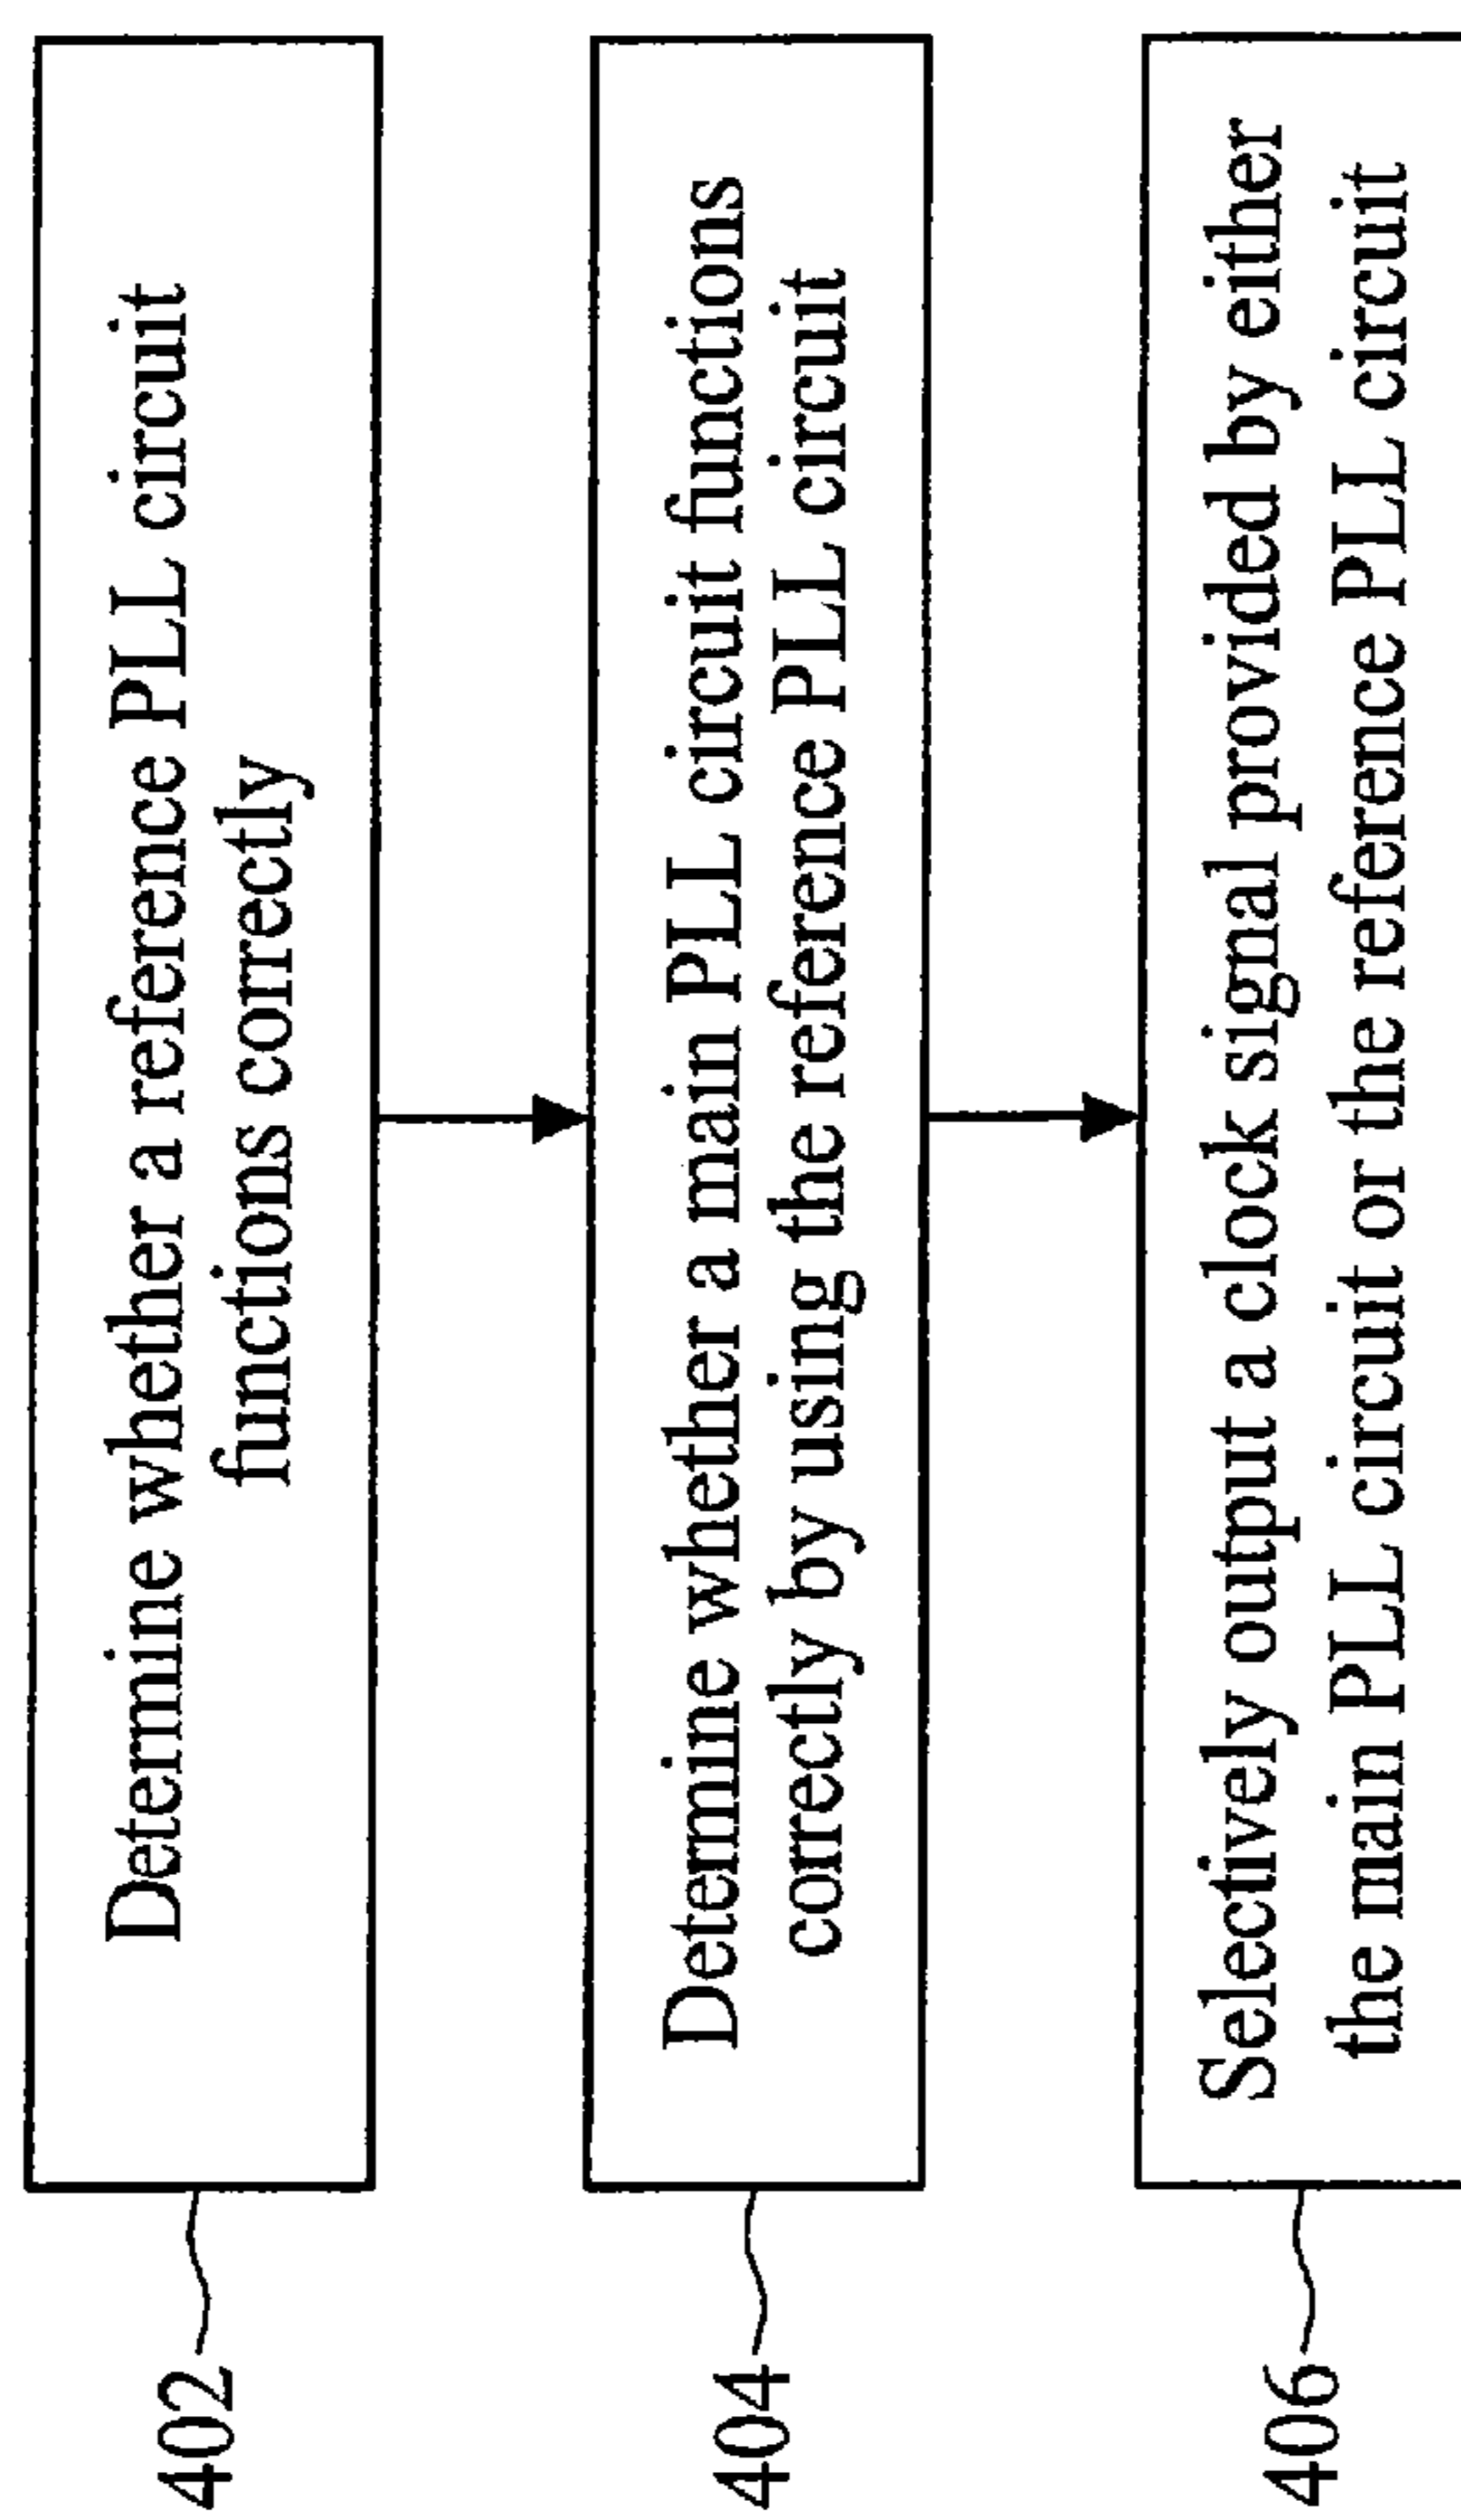 402
Determine whether a reference PLL circuit
functions correctly
404
Determine whether a main PLL circuit functions
correctly by using the reference PLL circuit
406
Selectively output a clock signal provided by either
the main PLL circuit or the reference PLL circuit